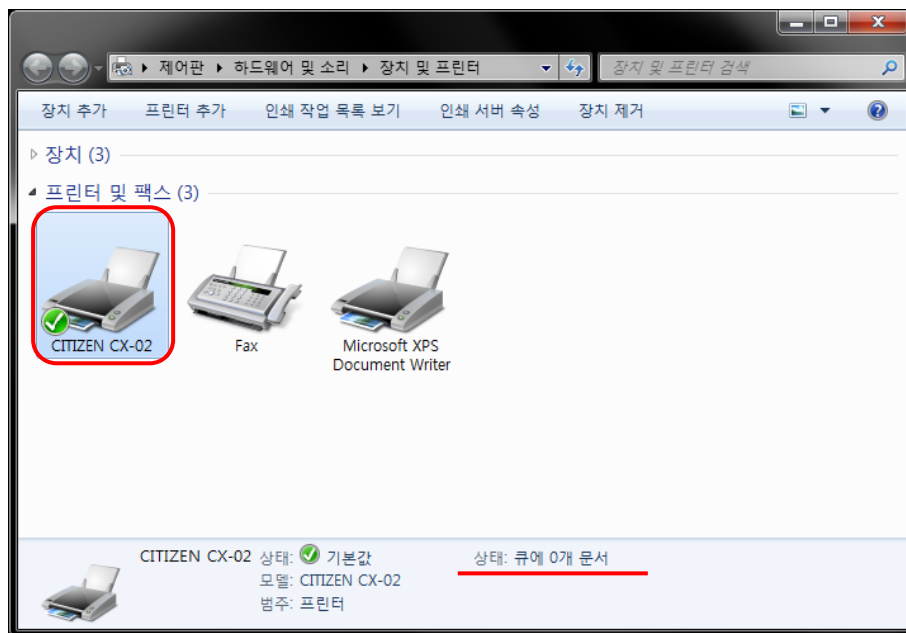 제어판 하드웨어 및 소리 장치 및 프린터 장치 및 프린터 검색
장치 추가 프린터 추가 인쇄 작업 목록 보기 인쇄 서버 속성 장치 제거
장치 (3)
프린터 및 팩스 (3)
CITIZEN CX-02 Fax Microsoft XPS
Document Writer
CITIZEN CX-02 상태: 기본값 상태: 큐에 0개 문서
모델: CITIZEN CX-02
범주: 프린터